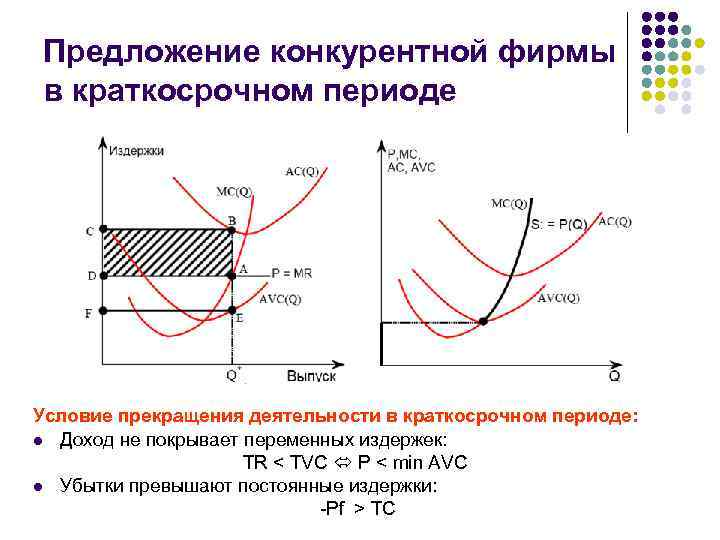 Предложение конкурентной фирмы
в краткосрочном периоде
Издержки
AC(Q)
MC(Q)
C
B
D
A
P = MR
AVC(Q)
F
E
Q*
Выпуск
P,MC,
AC, AVC
MC(Q)
S: = P(Q)
AC(Q)
AVC(Q)
Q
Условие прекращения деятельности в краткосрочном периоде:
Доход не покрывает переменных издержек:
TR < TVC ⇔ P < min AVC
Убытки превышают постоянные издержки:
-Pf > TC